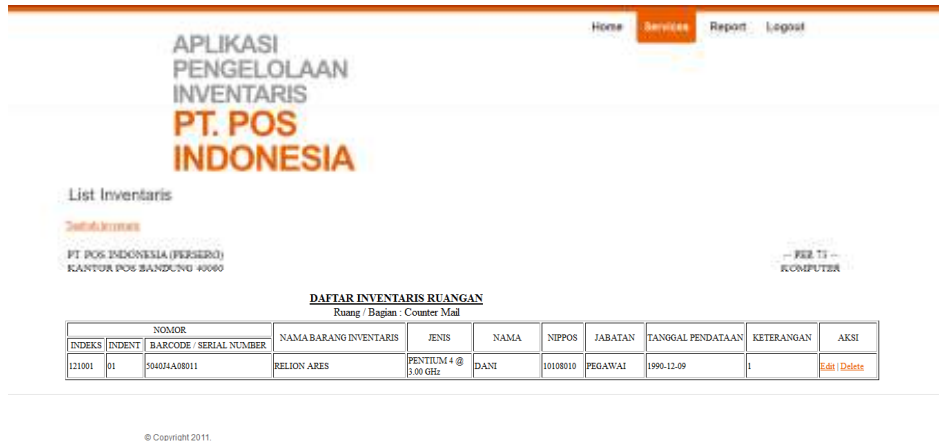 Home Services Report Logout
APLIKASI
PENGELOLAAN
INVENTARIS
PT. POS
INDONESIA
List Inventaris
PT POS INDONESIA (PERSERO) -- PER 73 --
KANTOR POS BANDUNG 40000 KOMPUTER
DAFTAR INVENTARIS RUANGAN
Ruang / Bagian : Counter Mail
NOMOR NAMA BARANG INVENTARIS JENIS NAMA NIPPOS JABATAN TANGGAL PENDATAAN KETERANGAN AKSI
INDEKS INDENT BARCODE / SERIAL NUMBER
121001 01 5040J4A08011 RELION ARES PENTIUM 4 @ DANI 10108010 PEGAWAI 1990-12-09 1 Edit | Delete
3.00 GHz
© Copyright 2011.